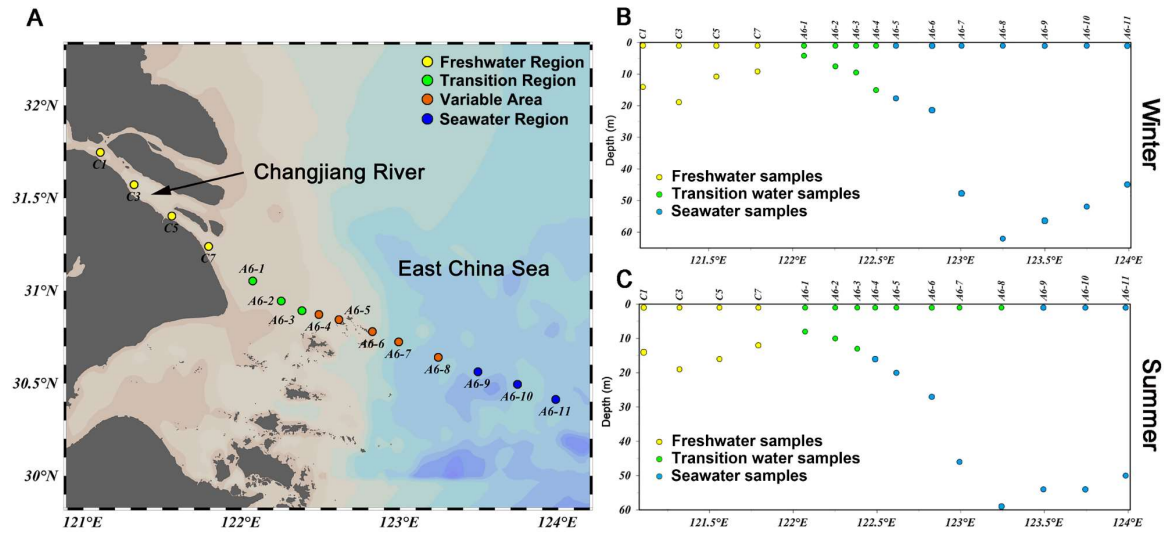 A
Freshwater Region
Transition Region
Variable Area
Seawater Region
32°N
31.5°N
31°N
30.5°N
30°N
121°E
122°E
123°E
124°E
Changjiang River
East China Sea
C1
C3
C5
C7
A6-1
A6-2
A6-3
A6-4
A6-5
A6-6
A6-7
A6-8
A6-9
A6-10
A6-11
B
C1
C3
C5
C7
A6-1
A6-2
A6-3
A6-4
A6-5
A6-6
A6-7
A6-8
A6-9
A6-10
A6-11
0
10
20
30
40
50
60
Depth (m)
Freshwater samples
Transition water samples
Seawater samples
121.5°E
122°E
122.5°E
123°E
123.5°E
124°E
Winter
C
C1
C3
C5
C7
A6-1
A6-2
A6-3
A6-4
A6-5
A6-6
A6-7
A6-8
A6-9
A6-10
A6-11
0
10
20
30
40
50
60
Depth (m)
Freshwater samples
Transition water samples
Seawater samples
121.5°E
122°E
122.5°E
123°E
123.5°E
124°E
Summer